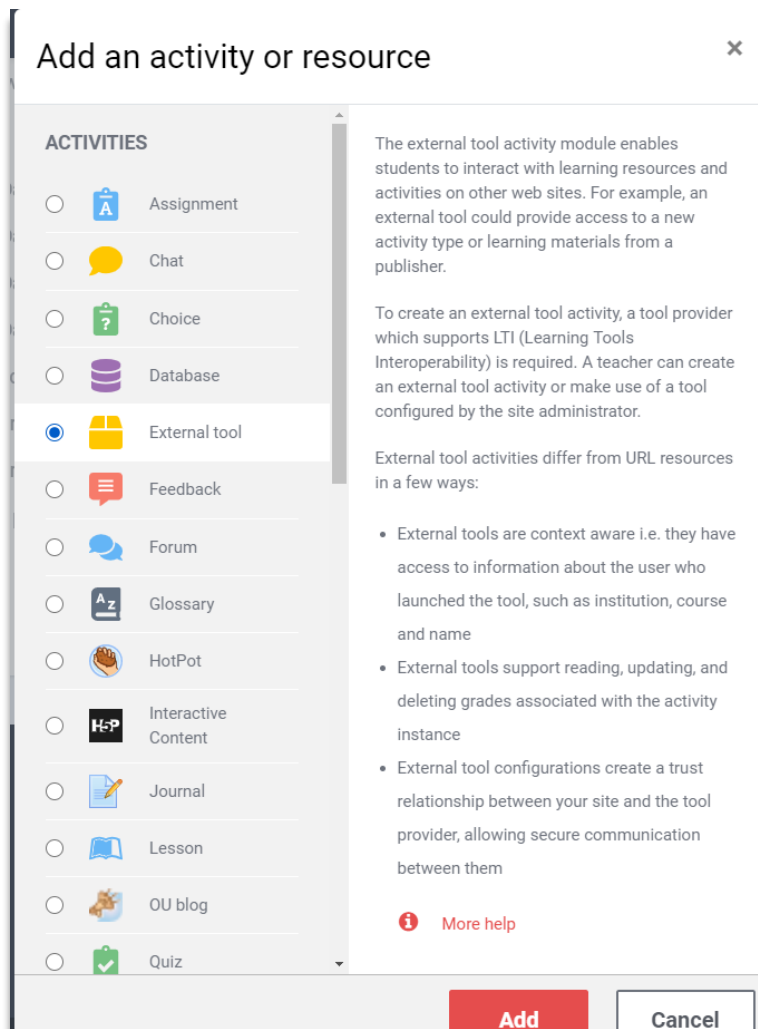 Add an activity or resource
×
ACTIVITIES
Assignment
Chat
Choice
Database
External tool
Feedback
Forum
Glossary
HotPot
H5P
Interactive
Content
Journal
Lesson
OU blog
Quiz
The external tool activity module enables
students to interact with learning resources and
activities on other web sites. For example, an
external tool could provide access to a new
activity type or learning materials from a
publisher.
To create an external tool activity, a tool provider
which supports LTI (Learning Tools
Interoperability) is required. A teacher can create
an external tool activity or make use of a tool
configured by the site administrator.
External tool activities differ from URL resources
in a few ways:
• External tools are context aware i.e. they have
access to information about the user who
launched the tool, such as institution, course
and name
• External tools support reading, updating, and
deleting grades associated with the activity
instance
• External tool configurations create a trust
relationship between your site and the tool
provider, allowing secure communication
between them
More help
Add
Cancel